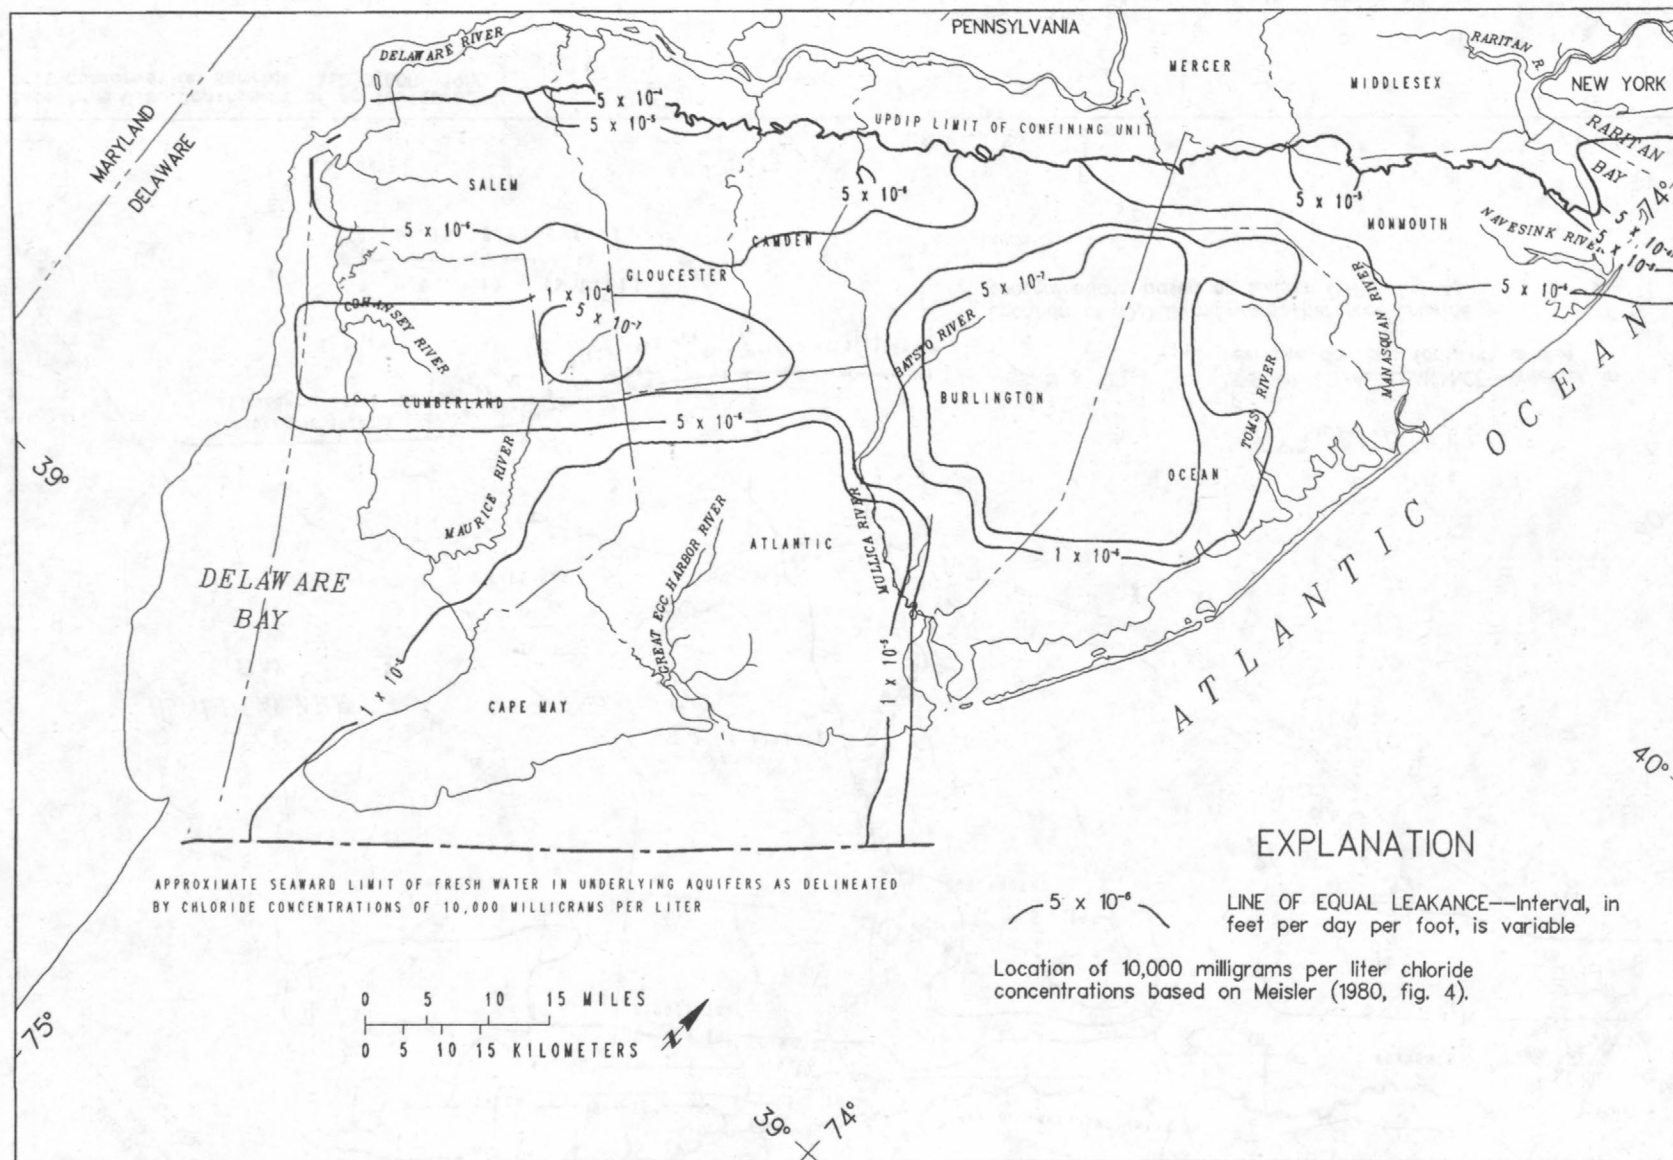 PENNSYLVANIA
DELAWARE RIVER
RARITAN R
MERCER
MIDDLESEX
NEW YORK
MARYLAND
DELAWARE
5 x 10⁻⁴
5 x 10⁻⁵
UPDIP LIMIT OF CONFINING UNIT
RARITAN
BAY
74°
SALEM
5 x 10⁻⁵
MONMOUTH
NAVESINK RIVER
5 x 10⁻⁶
CAMDEN
GLOUCESTER
1 x 10⁻⁶
5 x 10⁻⁷
5 x 10⁻⁷
5 x 10⁻⁶
COHANSEY
RIVER
BATSTO RIVER
MANASQUAN RIVER
TOMS RIVER
CUMBERLAND
BURLINGTON
5 x 10⁻⁶
OCEAN
39°
MAURICE RIVER
MULLICA RIVER
GREAT EGG HARBOR RIVER
ATLANTIC
1 x 10⁻⁶
DELAWARE
BAY
1 x 10⁻⁵
1 x 10⁻⁵
CAPE MAY
ATLANTIC OCEAN
40°
APPROXIMATE SEAWARD LIMIT OF FRESH WATER IN UNDERLYING AQUIFERS AS DELINEATED
BY CHLORIDE CONCENTRATIONS OF 10,000 MILLIGRAMS PER LITER
EXPLANATION
5 x 10⁻⁶
LINE OF EQUAL LEAKANCE--Interval, in
feet per day per foot, is variable
Location of 10,000 milligrams per liter chloride
concentrations based on Meisler (1980, fig. 4).
0 5 10 15 MILES
0 5 10 15 KILOMETERS
N
75°
39° 74°